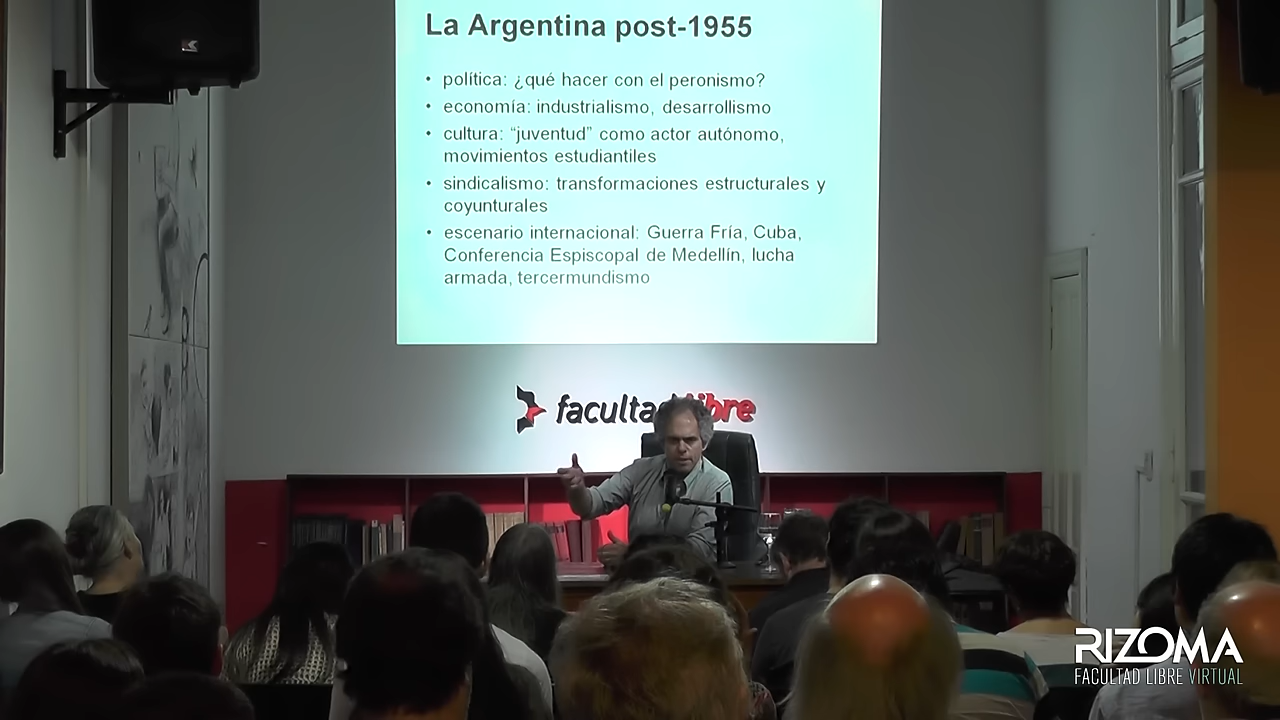 La Argentina post-1955
• política: ¿qué hacer con el peronismo?
• economía: industrialismo, desarrollismo
• cultura: “juventud” como actor autónomo,
movimientos estudiantiles
• sindicalismo: transformaciones estructurales y
coyunturales
• escenario internacional: Guerra Fría, Cuba,
Conferencia Espiscopal de Medellín, lucha
armada, tercermundismo
facultad libre
RIZOMA
FACULTAD LIBRE VIRTUAL